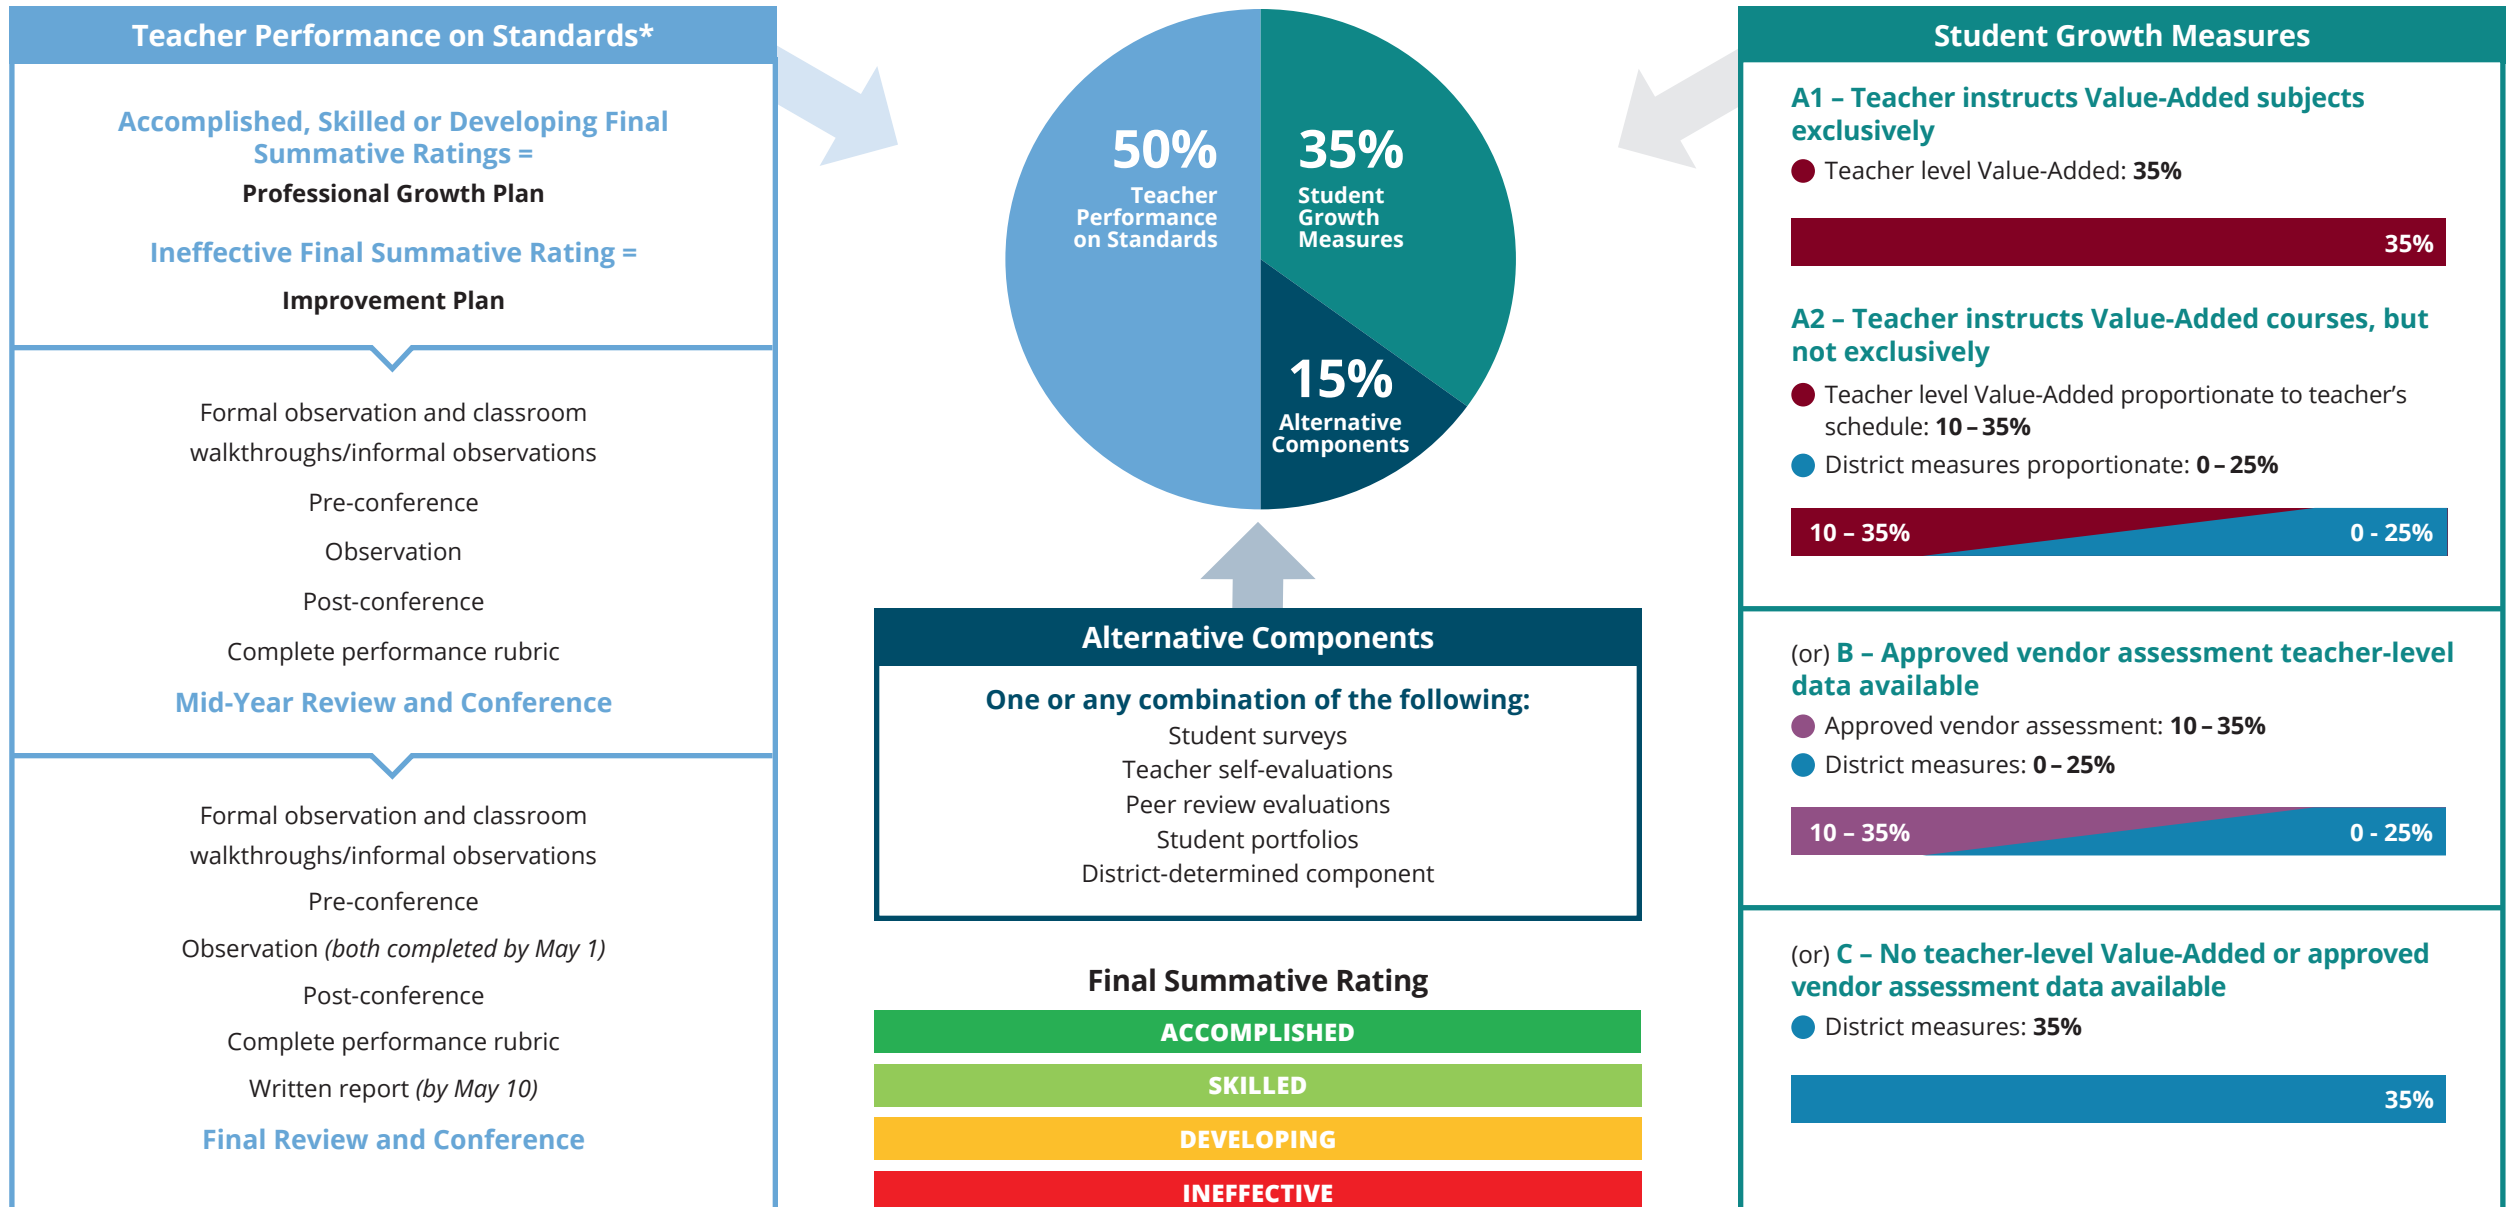 Teacher Performance on Standards*
Accomplished, Skilled or Developing Final
Summative Ratings =
Professional Growth Plan
Ineffective Final Summative Rating =
Improvement Plan
Formal observation and classroom
walkthroughs/informal observations
Pre-conference
Observation
Post-conference
Complete performance rubric
Mid-Year Review and Conference
Formal observation and classroom
walkthroughs/informal observations
Pre-conference
Observation (both completed by May 1)
Post-conference
Complete performance rubric
Written report (by May 10)
Final Review and Conference
50%
Teacher
Performance
on Standards
35%
Student
Growth
Measures
15%
Alternative
Components
Alternative Components
One or any combination of the following:
Student surveys
Teacher self-evaluations
Peer review evaluations
Student portfolios
District-determined component
Final Summative Rating
ACCOMPLISHED
SKILLED
DEVELOPING
INEFFECTIVE
Student Growth Measures
A1 – Teacher instructs Value-Added subjects
exclusively
Teacher level Value-Added: 35%
35%
A2 – Teacher instructs Value-Added courses, but
not exclusively
Teacher level Value-Added proportionate to teacher’s
schedule: 10 – 35%
District measures proportionate: 0 – 25%
10 – 35% 0 - 25%
(or) B – Approved vendor assessment teacher-level
data available
Approved vendor assessment: 10 – 35%
District measures: 0 – 25%
10 – 35% 0 - 25%
(or) C – No teacher-level Value-Added or approved
vendor assessment data available
District measures: 35%
35%